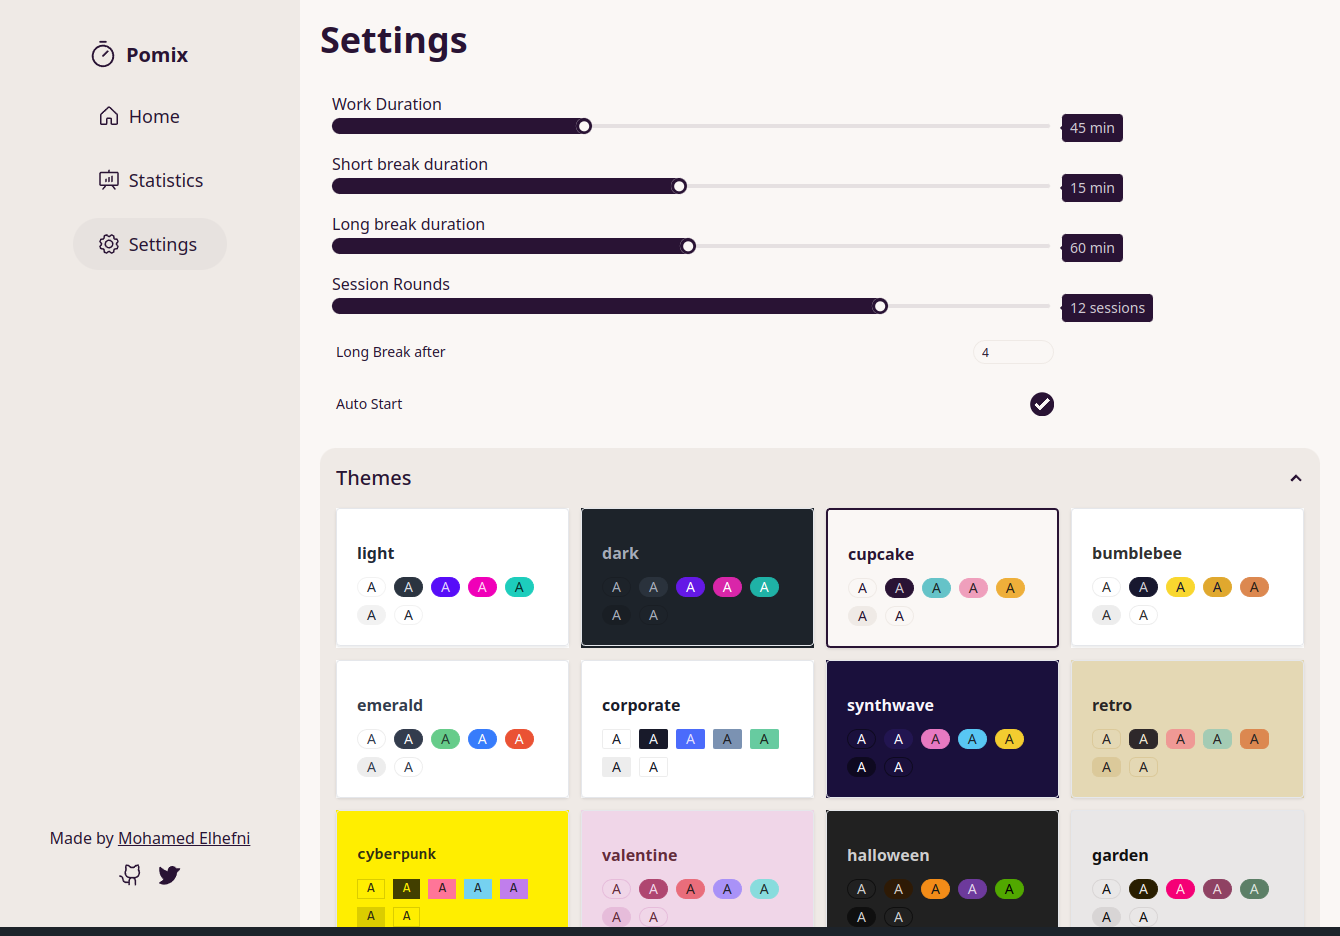 Pomix
Home
Statistics
Settings
Made by Mohamed Elhefni
Settings
Work Duration
45 min
Short break duration
15 min
Long break duration
60 min
Session Rounds
12 sessions
Long Break after
4
Auto Start
Themes
light
A A A A A
A A
dark
A A A A A
A A
cupcake
A A A A A
A A
bumblebee
A A A A A
A A
emerald
A A A A A
A A
corporate
A A A A A
A A
synthwave
A A A A A
A A
retro
A A A A A
A A
cyberpunk
A A A A A
A A
valentine
A A A A A
A A
halloween
A A A A A
A A
garden
A A A A A
A A